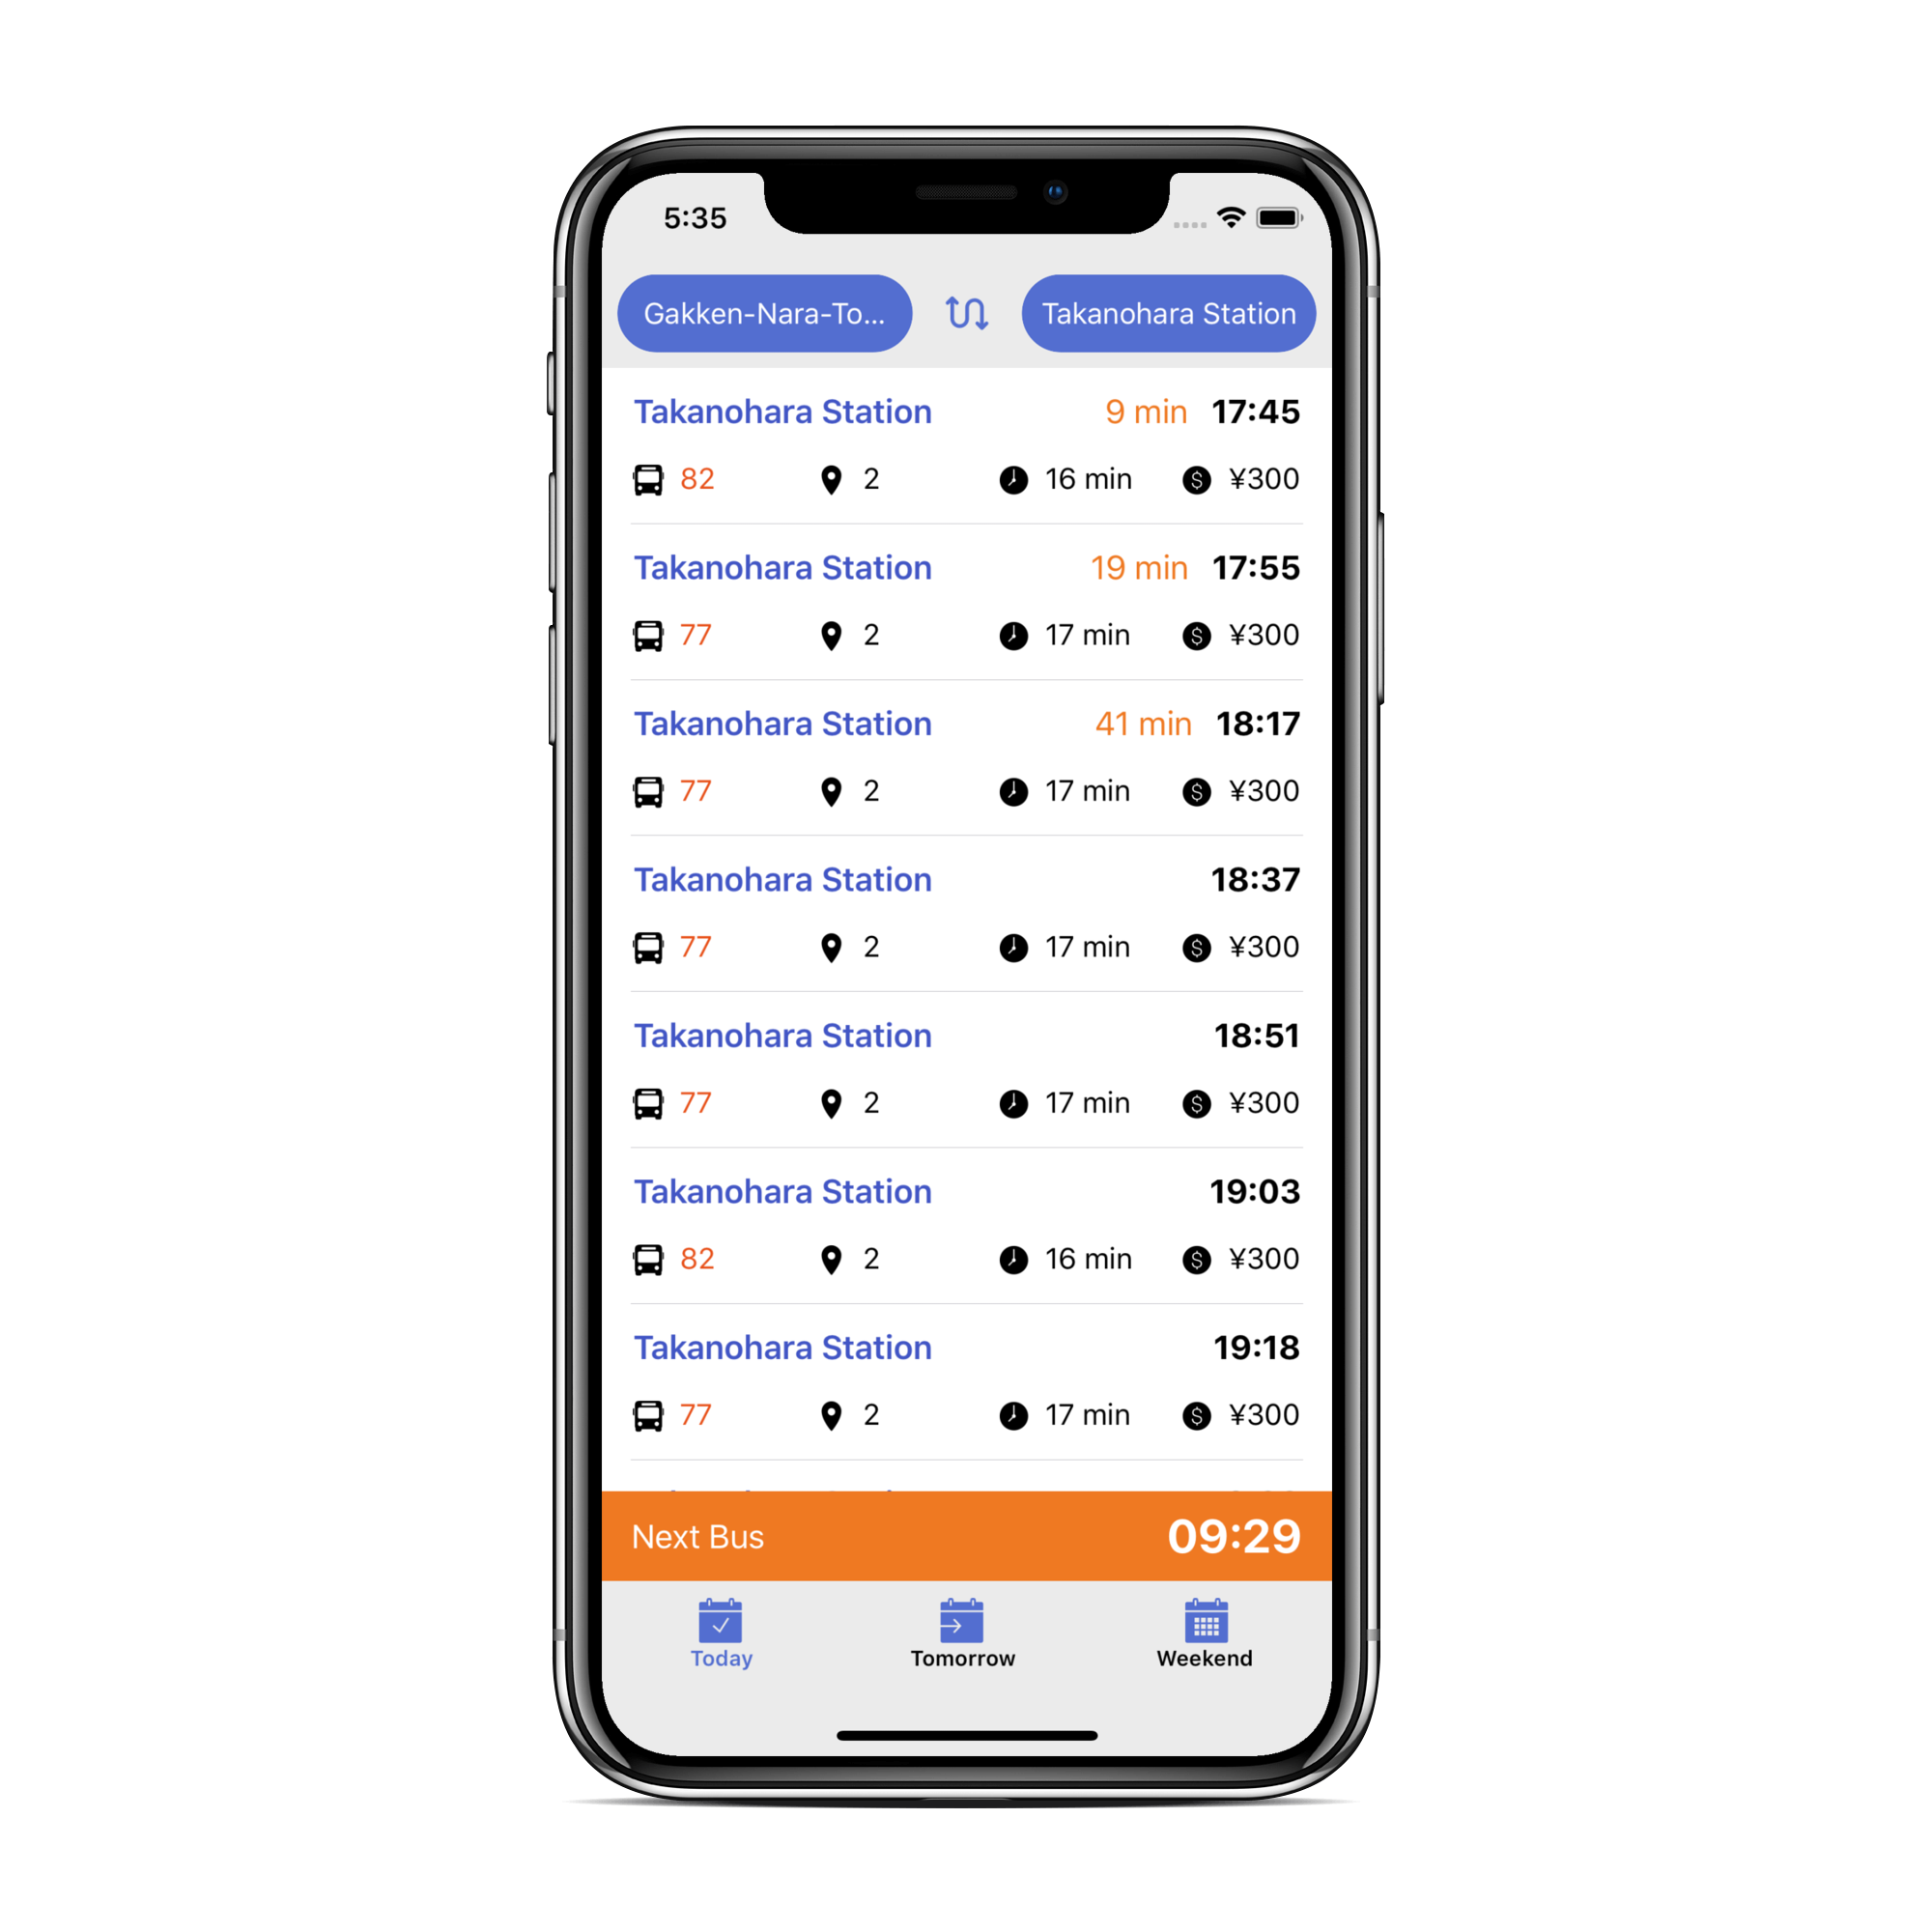 5:35
Gakken-Nara-To...
Takanohara Station
Takanohara Station 9 min 17:45
82 2 16 min $ ¥300
Takanohara Station 19 min 17:55
77 2 17 min $ ¥300
Takanohara Station 41 min 18:17
77 2 17 min $ ¥300
Takanohara Station 18:37
77 2 17 min $ ¥300
Takanohara Station 18:51
77 2 17 min $ ¥300
Takanohara Station 19:03
82 2 16 min $ ¥300
Takanohara Station 19:18
77 2 17 min $ ¥300
Next Bus 09:29
Today Tomorrow Weekend